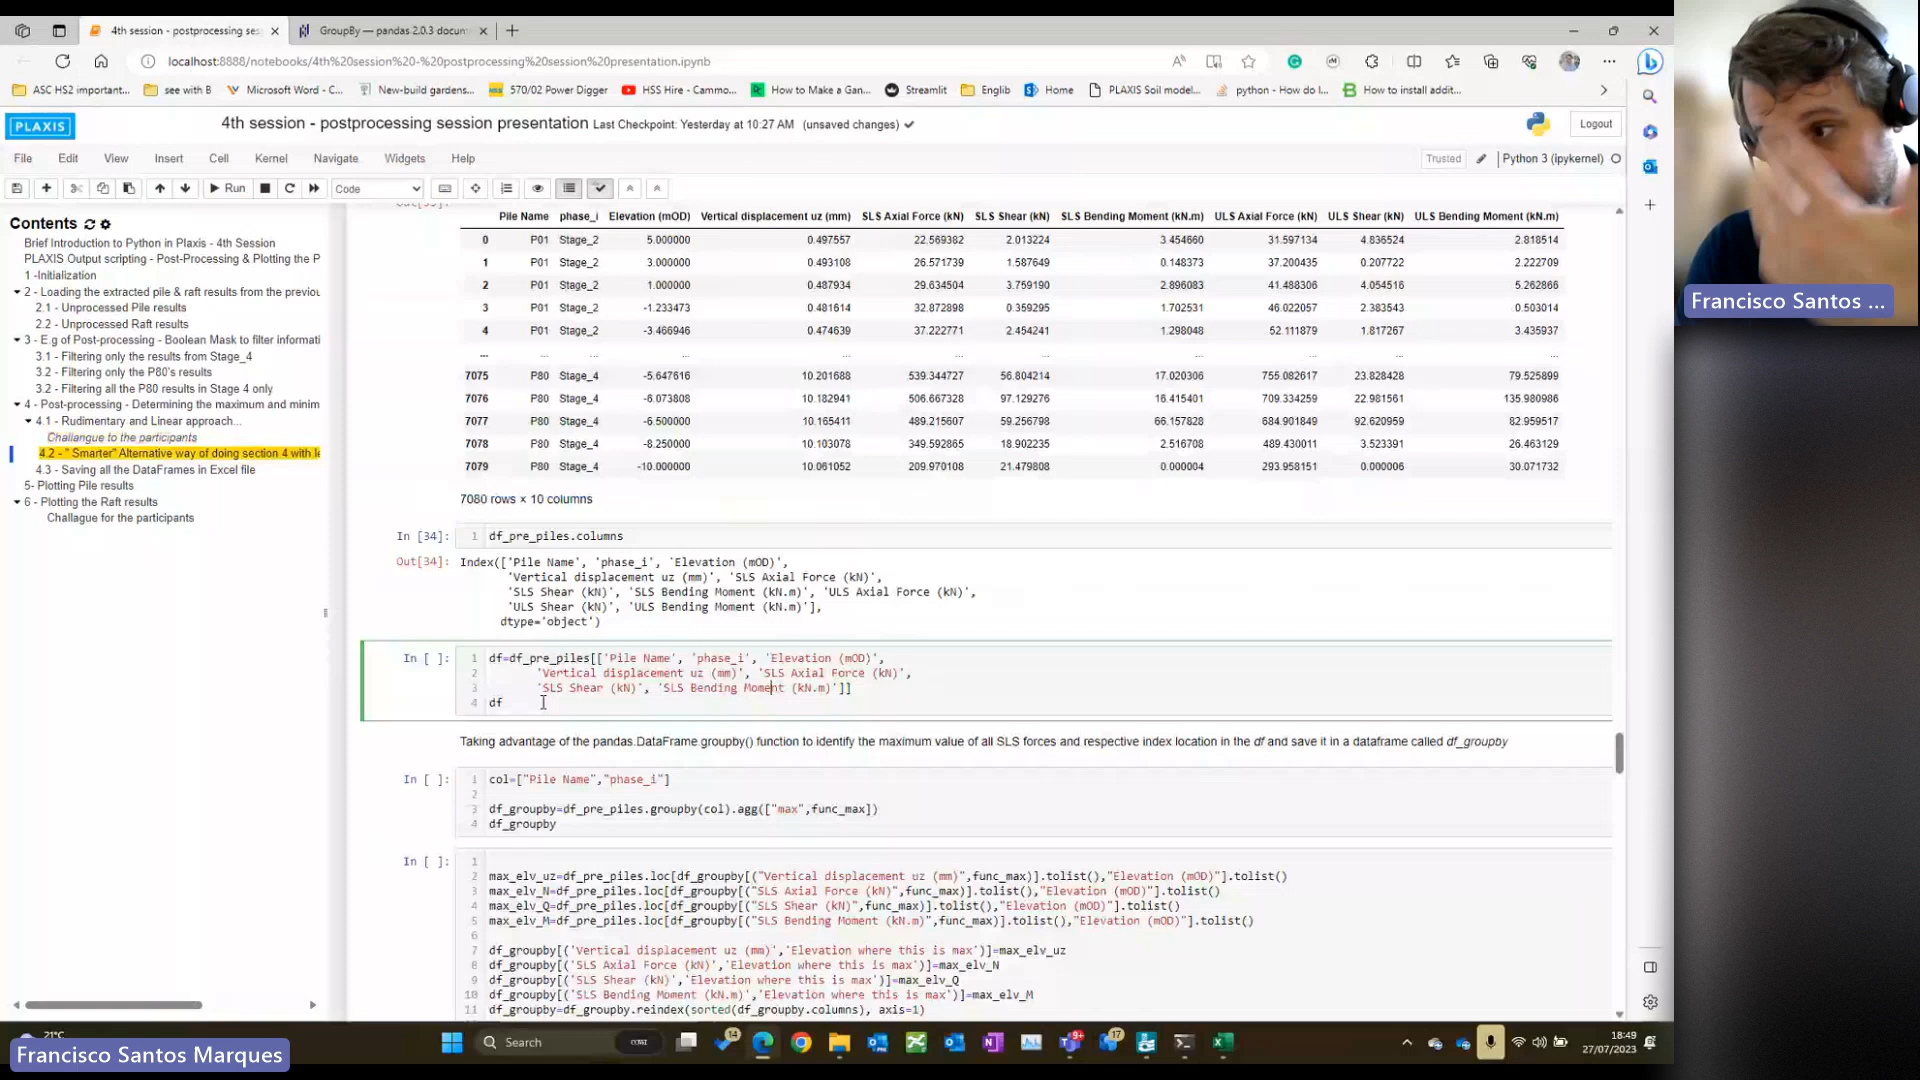 4th session - postprocessing ses
GroupBy — pandas 2.0.3 docun
localhost:8888/notebooks/4th%20session%20-%20postprocessing%20session%20presentation.ipynb
ASC HS2 important...
see with B
Microsoft Word - C...
New-build gardens...
570/02 Power Digger
HSS Hire - Cammo...
How to Make a Gan...
Streamlit
Englib
Home
PLAXIS Soil model...
python - How do I...
How to install addit...
PLAXIS
4th session - postprocessing session presentation Last Checkpoint: Yesterday at 10:27 AM (unsaved changes)
Logout
File Edit View Insert Cell Kernel Navigate Widgets Help
Trusted
Python 3 (ipykernel)
Run
Code
Contents
Brief Introduction to Python in Plaxis - 4th Session
PLAXIS Output scripting - Post-Processing & Plotting the P
1 -Initialization
2 - Loading the extracted pile & raft results from the previou
2.1 - Unprocessed Pile results
2.2 - Unprocessed Raft results
3 - E.g of Post-processing - Boolean Mask to filter informati
3.1 - Filtering only the results from Stage_4
3.2 - Filtering only the P80's results
3.2 - Filtering all the P80 results in Stage 4 only
4 - Post-processing - Determining the maximum and minim
4.1 - Rudimentary and Linear approach...
Challangue to the participants
4.2 - " Smarter" Alternative way of doing section 4 with le
4.3 - Saving all the DataFrames in Excel file
5- Plotting Pile results
6 - Plotting the Raft results
Challague for the participants
Pile Name phase_i Elevation (mOD) Vertical displacement uz (mm) SLS Axial Force (kN) SLS Shear (kN) SLS Bending Moment (kN.m) ULS Axial Force (kN) ULS Shear (kN) ULS Bending Moment (kN.m)
0 P01 Stage_2 5.000000 0.497557 22.569382 2.013224 3.454660 31.597134 4.836524 2.818514
1 P01 Stage_2 3.000000 0.493108 26.571739 1.587649 0.148373 37.200435 0.207722 2.222709
2 P01 Stage_2 1.000000 0.487934 29.634504 3.759190 2.896083 41.488306 4.054516 5.262866
3 P01 Stage_2 -1.233473 0.481614 32.872898 0.359295 1.702531 46.022057 2.383543 0.503014
4 P01 Stage_2 -3.466946 0.474639 37.222771 2.454241 1.298048 52.111879 1.817267 3.435937
... ... ... ... ... ... ... ... ... ... ...
7075 P80 Stage_4 -5.647616 10.201688 539.344727 56.804214 17.020306 755.082617 23.828428 79.525899
7076 P80 Stage_4 -6.073808 10.182941 506.667328 97.129276 16.415401 709.334259 22.981561 135.980986
7077 P80 Stage_4 -6.500000 10.165411 489.215607 59.256798 66.157828 684.901849 92.620959 82.959517
7078 P80 Stage_4 -8.250000 10.103078 349.592865 18.902235 2.516708 489.430011 3.523391 26.463129
7079 P80 Stage_4 -10.000000 10.061052 209.970108 21.479808 0.000004 293.958151 0.000006 30.071732
7080 rows × 10 columns
In [34]: 1 df_pre_piles.columns
Out[34]: Index(['Pile Name', 'phase_i', 'Elevation (mOD)',
'Vertical displacement uz (mm)', 'SLS Axial Force (kN)',
'SLS Shear (kN)', 'SLS Bending Moment (kN.m)', 'ULS Axial Force (kN)',
'ULS Shear (kN)', 'ULS Bending Moment (kN.m)'],
dtype='object')
In [ ]: 1 df=df_pre_piles[['Pile Name', 'phase_i', 'Elevation (mOD)',
2 'Vertical displacement uz (mm)', 'SLS Axial Force (kN)',
3 'SLS Shear (kN)', 'SLS Bending Moment (kN.m)']]
4 df
Taking advantage of the pandas.DataFrame.groupby() function to identify the maximum value of all SLS forces and respective index location in the df and save it in a dataframe called df_groupby
In [ ]: 1 col=["Pile Name","phase_i"]
2
3 df_groupby=df_pre_piles.groupby(col).agg(["max",func_max])
4 df_groupby
In [ ]: 1
2 max_elv_uz=df_pre_piles.loc[df_groupby[("Vertical displacement uz (mm)",func_max)].tolist(),"Elevation (mOD)"].tolist()
3 max_elv_N=df_pre_piles.loc[df_groupby[("SLS Axial Force (kN)",func_max)].tolist(),"Elevation (mOD)"].tolist()
4 max_elv_Q=df_pre_piles.loc[df_groupby[("SLS Shear (kN)",func_max)].tolist(),"Elevation (mOD)"].tolist()
5 max_elv_M=df_pre_piles.loc[df_groupby[("SLS Bending Moment (kN.m)",func_max)].tolist(),"Elevation (mOD)"].tolist()
6
7 df_groupby[('Vertical displacement uz (mm)','Elevation where this is max')]=max_elv_uz
8 df_groupby[('SLS Axial Force (kN)','Elevation where this is max')]=max_elv_N
9 df_groupby[('SLS Shear (kN)','Elevation where this is max')]=max_elv_Q
10 df_groupby[('SLS Bending Moment (kN.m)','Elevation where this is max')]=max_elv_M
11 df_groupby=df_groupby.reindex(sorted(df_groupby.columns), axis=1)
Francisco Santos ...
21°C
Francisco Santos Marques
Search
14
9+
17
18:49
27/07/2023